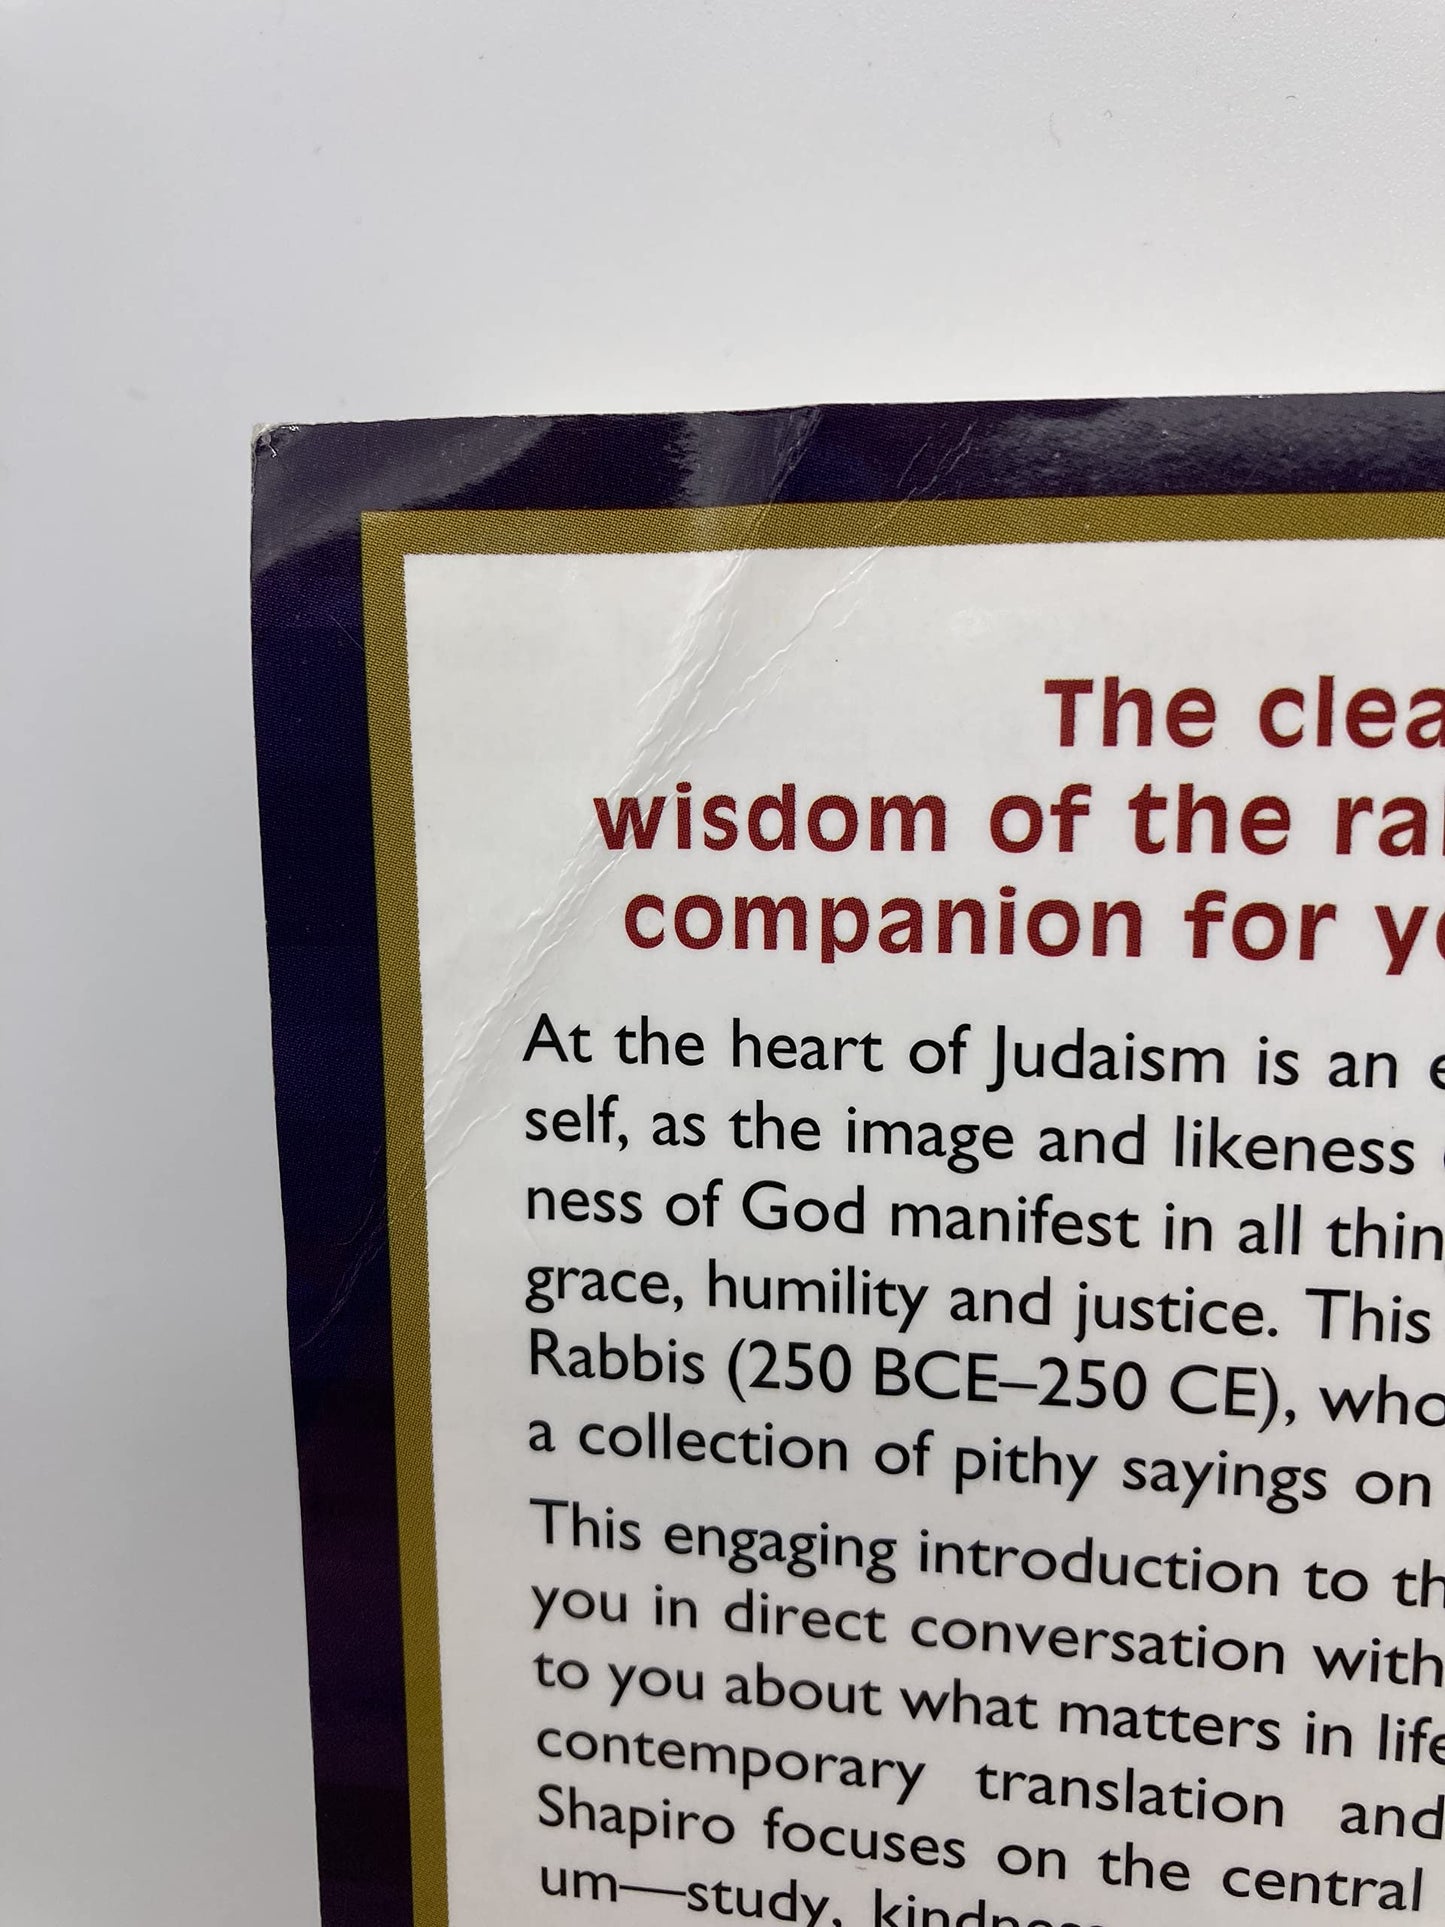 The clea
wisdom of the ra
companion for y
At the heart of Judaism is an
self, as the image and likeness
ness of God manifest in all thin
grace, humility and justice. This
Rabbis (250 BCE–250 CE), who
a collection of pithy sayings on
This engaging introduction to th
you in direct conversation with
to you about what matters in life
contemporary translation and
Shapiro focuses on the central
um—study, kindness